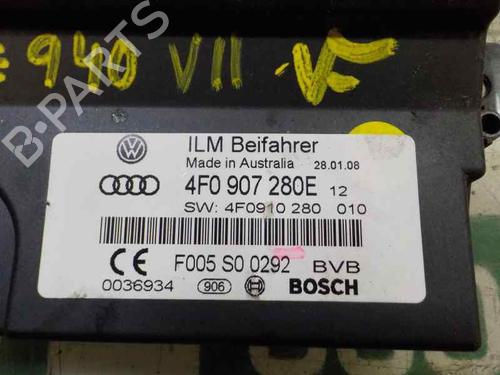 940 VII
B-PARTS
ILM Beifahrer
Made in Australia 28.01.08
4F0 907 280E 12
SW: 4F0910 280 010
CE F005 S0 0292 BVB
0036934 906 BOSCH